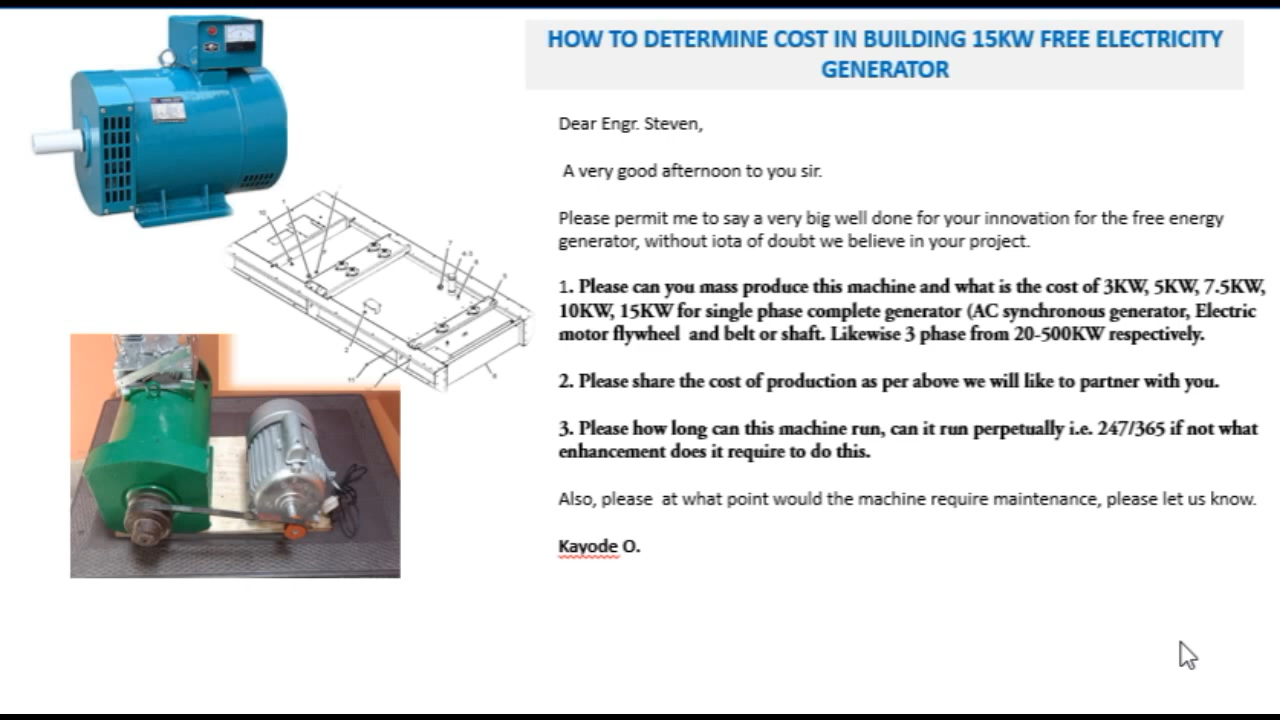 HOW TO DETERMINE COST IN BUILDING 15KW FREE ELECTRICITY
GENERATOR
Dear Engr. Steven,
A very good afternoon to you sir.
Please permit me to say a very big well done for your innovation for the free energy
generator, without iota of doubt we believe in your project.
1. Please can you mass produce this machine and what is the cost of 3KW, 5KW, 7.5KW,
10KW, 15KW for single phase complete generator (AC synchronous generator, Electric
motor flywheel and belt or shaft. Likewise 3 phase from 20-500KW respectively.
2. Please share the cost of production as per above we will like to partner with you.
3. Please how long can this machine run, can it run perpetually i.e. 247/365 if not what
enhancement does it require to do this.
Also, please at what point would the machine require maintenance, please let us know.
Kayode O.